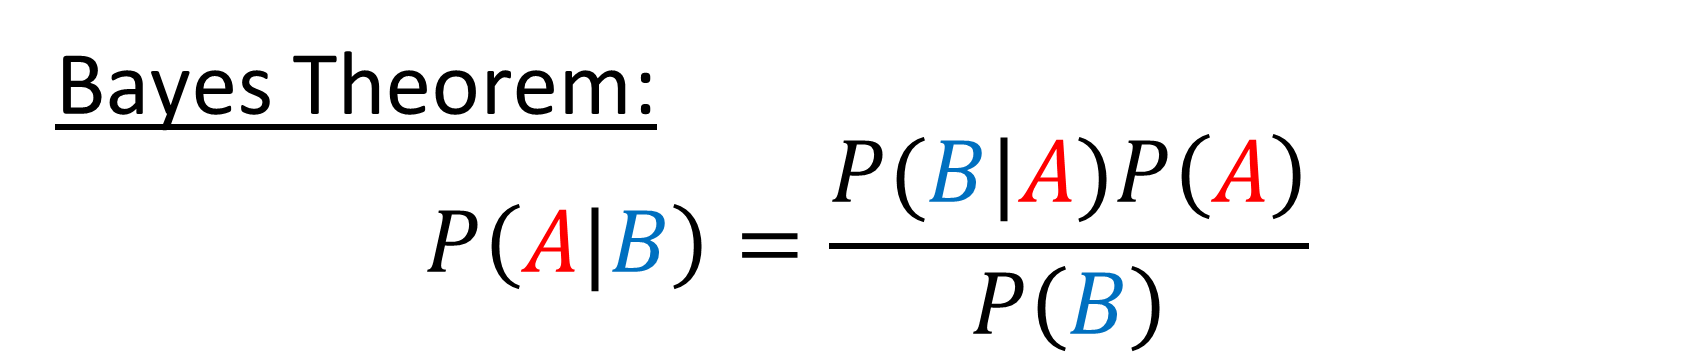 Bayes Theorem:
P(A|B) = P(B|A)P(A) / P(B)